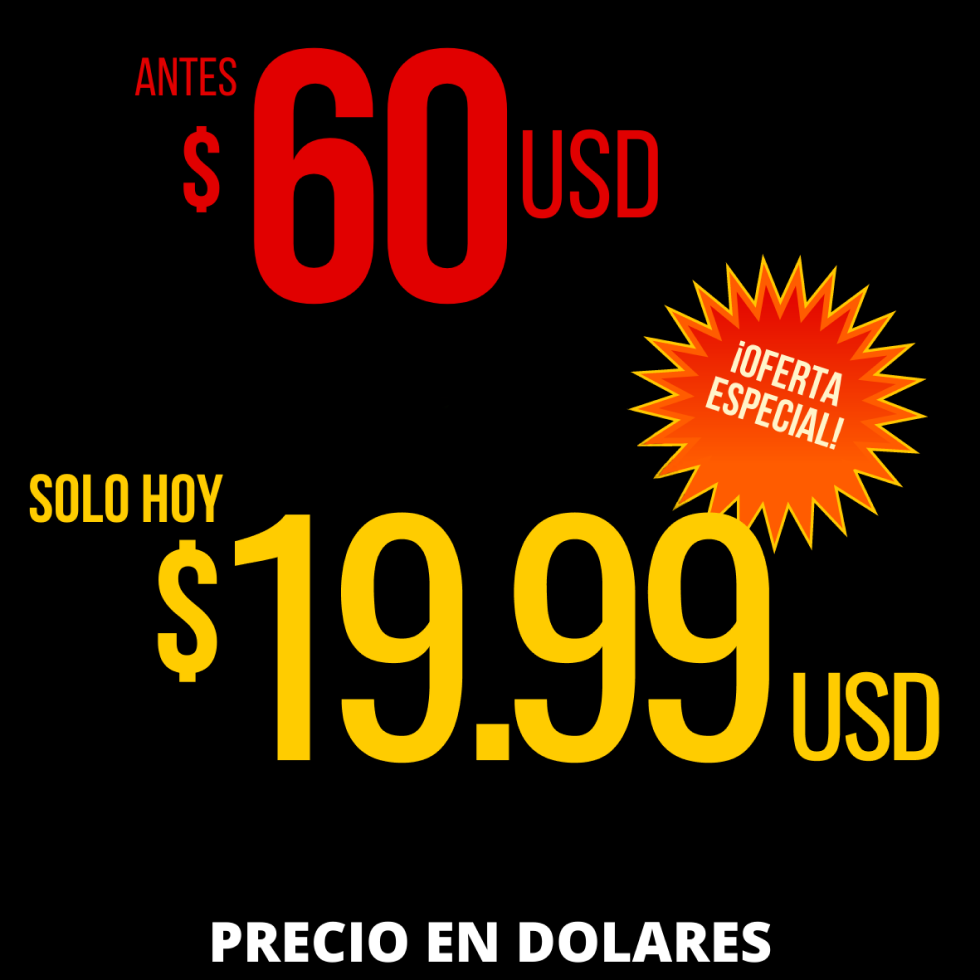 ANTES
$ 60 USD
¡OFERTA
ESPECIAL!
SOLO HOY
$19.99 USD
PRECIO EN DOLARES